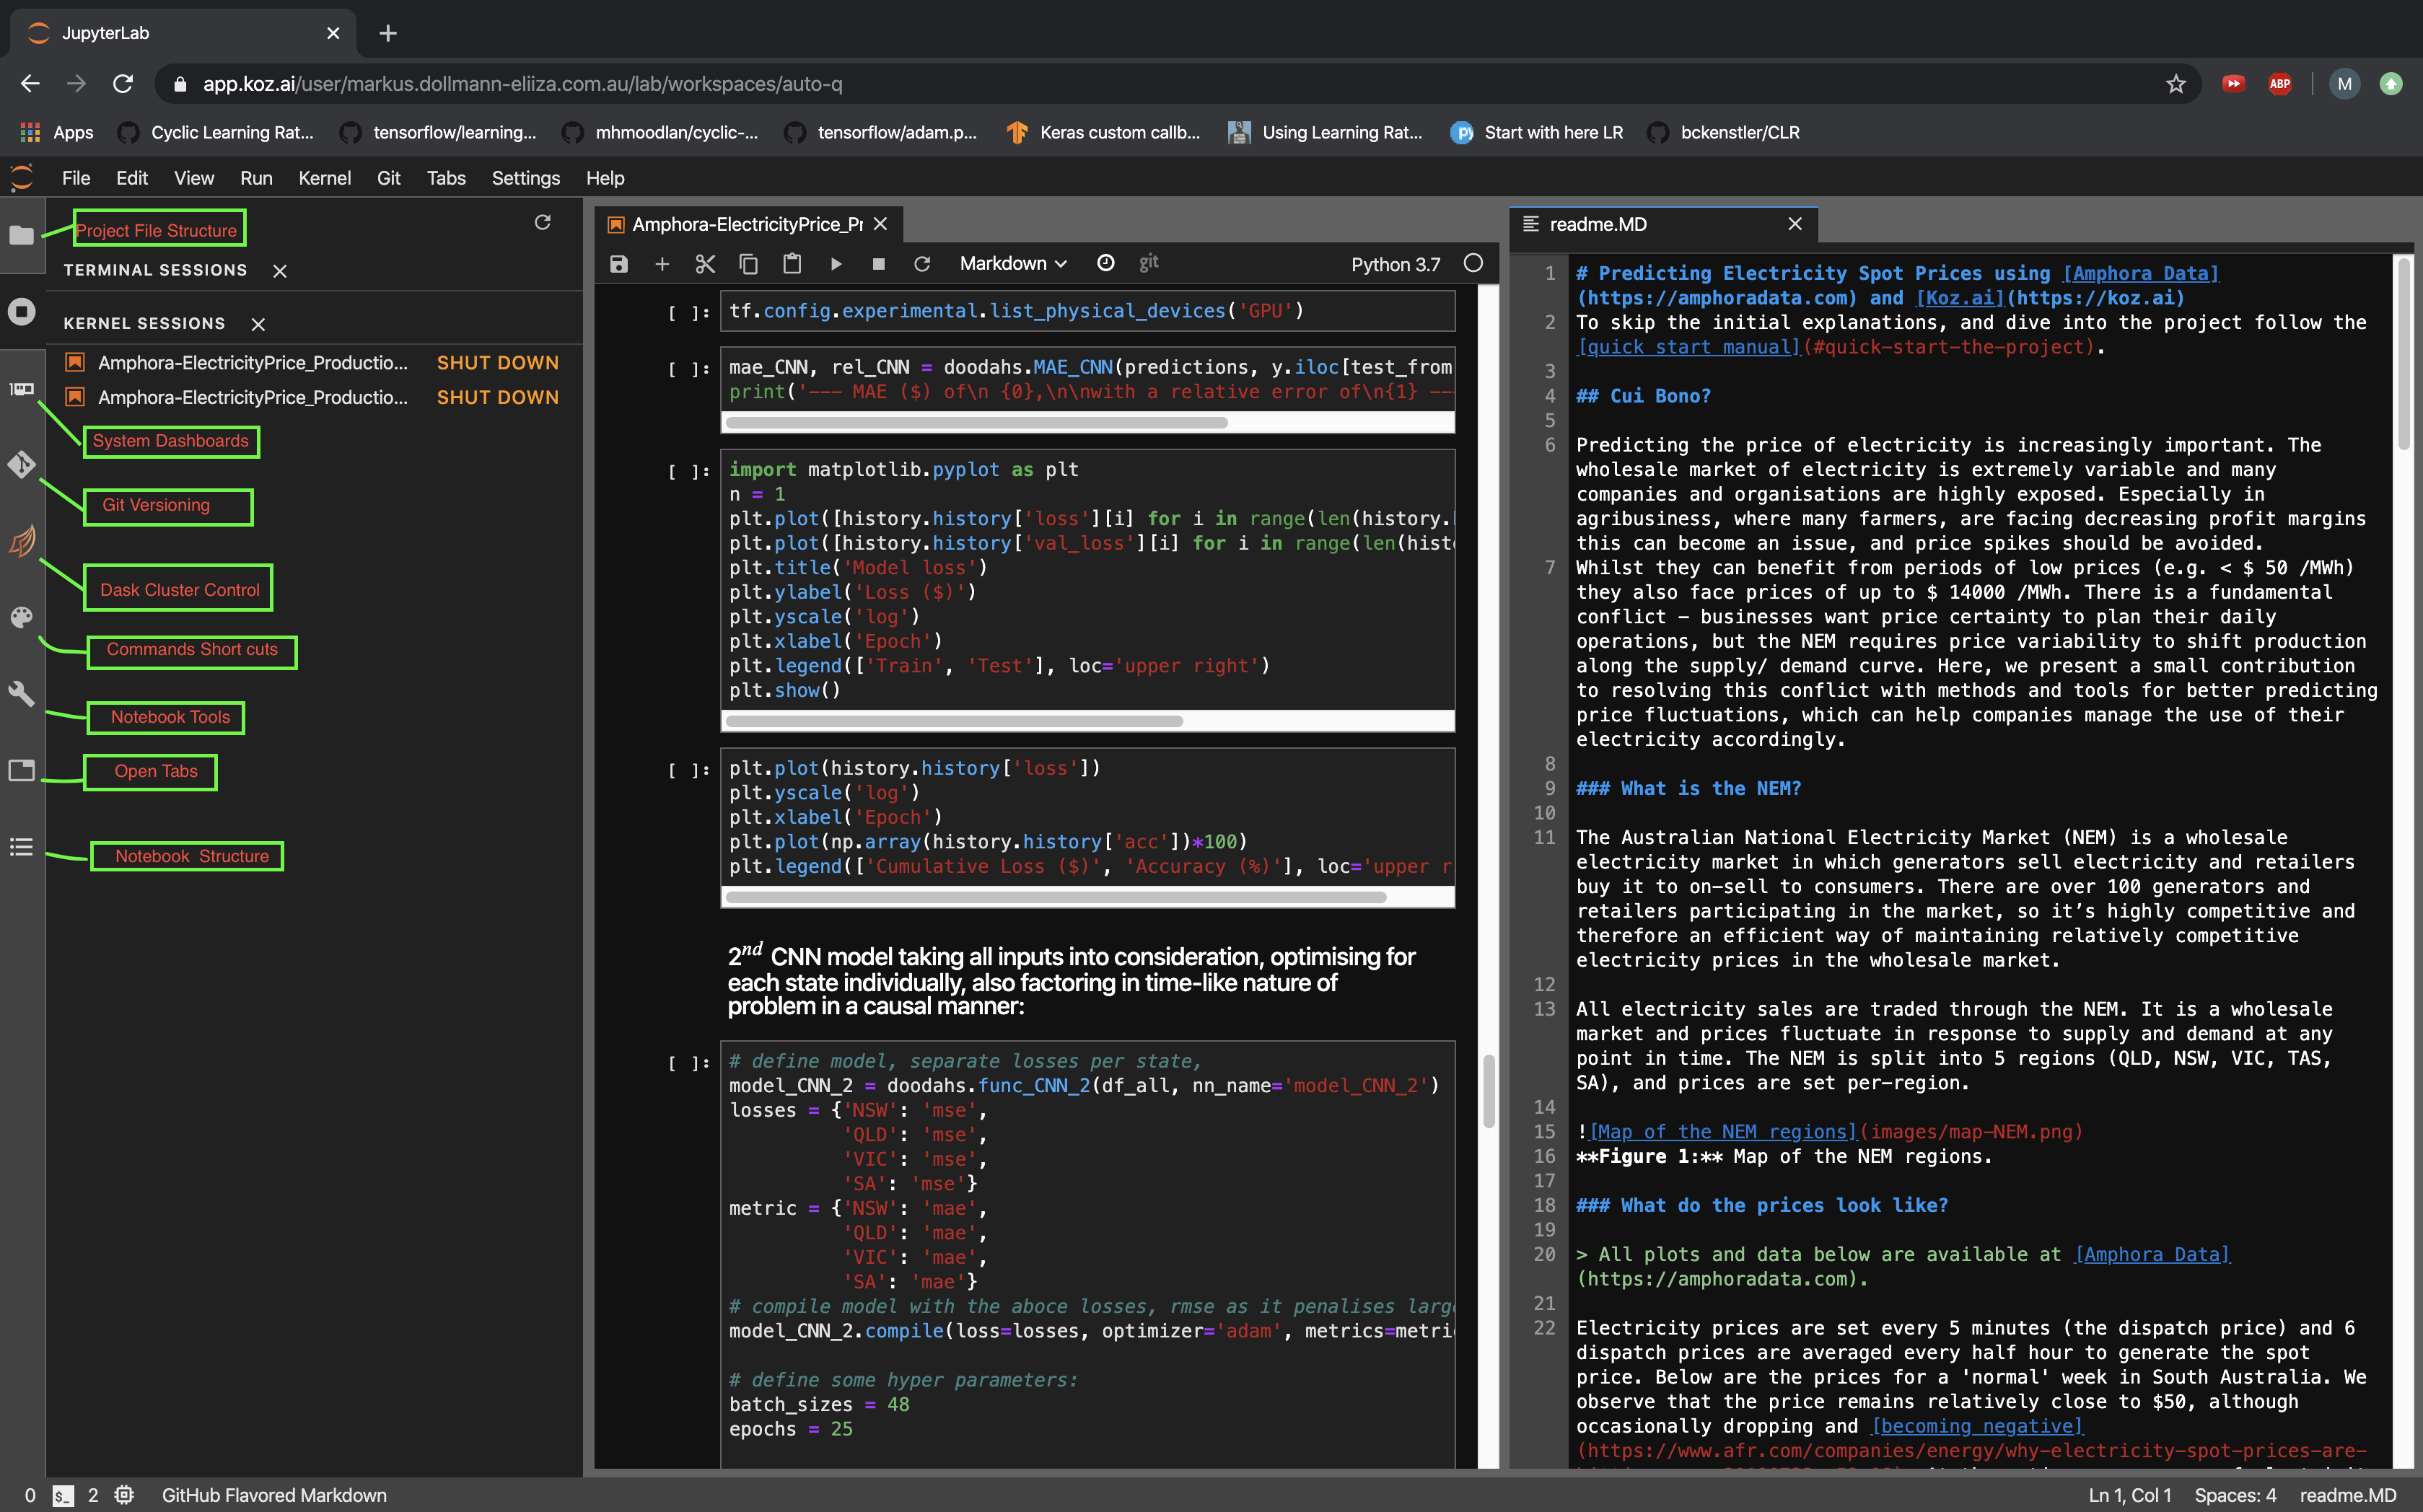 JupyterLab
app.koz.ai/user/markus.dollmann-eliiza.com.au/lab/workspaces/auto-q
ABP
M
Apps
Cyclic Learning Rat...
tensorflow/learning...
mhmoodlan/cyclic-...
tensorflow/adam.p...
Keras custom callb...
Using Learning Rat...
Start with here LR
bckenstler/CLR
File Edit View Run Kernel Git Tabs Settings Help
Project File Structure
TERMINAL SESSIONS
KERNEL SESSIONS
Amphora-ElectricityPrice_Productio... SHUT DOWN
Amphora-ElectricityPrice_Productio... SHUT DOWN
System Dashboards
Git Versioning
Dask Cluster Control
Commands Short cuts
Notebook Tools
Open Tabs
Notebook Structure
Amphora-ElectricityPrice_Pr
Markdown git Python 3.7
[ ]: tf.config.experimental.list_physical_devices('GPU')
[ ]: mae_CNN, rel_CNN = doodahs.MAE_CNN(predictions, y.iloc[test_from
print('--- MAE ($) of\n {0},\n\nwith a relative error of\n{1} --
[ ]: import matplotlib.pyplot as plt
n = 1
plt.plot([history.history['loss'][i] for i in range(len(history.
plt.plot([history.history['val_loss'][i] for i in range(len(hist
plt.title('Model loss')
plt.ylabel('Loss ($)')
plt.yscale('log')
plt.xlabel('Epoch')
plt.legend(['Train', 'Test'], loc='upper right')
plt.show()
[ ]: plt.plot(history.history['loss'])
plt.yscale('log')
plt.xlabel('Epoch')
plt.plot(np.array(history.history['acc'])*100)
plt.legend(['Cumulative Loss ($)', 'Accuracy (%)'], loc='upper r
2nd CNN model taking all inputs into consideration, optimising for
each state individually, also factoring in time-like nature of
problem in a causal manner:
[ ]: # define model, separate losses per state,
model_CNN_2 = doodahs.func_CNN_2(df_all, nn_name='model_CNN_2')
losses = {'NSW': 'mse',
'QLD': 'mse',
'VIC': 'mse',
'SA': 'mse'}
metric = {'NSW': 'mae',
'QLD': 'mae',
'VIC': 'mae',
'SA': 'mae'}
# compile model with the aboce losses, rmse as it penalises larg
model_CNN_2.compile(loss=losses, optimizer='adam', metrics=metri
# define some hyper parameters:
batch_sizes = 48
epochs = 25
readme.MD
1 # Predicting Electricity Spot Prices using [Amphora Data]
(https://amphoradata.com) and [Koz.ai](https://koz.ai)
2 To skip the initial explanations, and dive into the project follow the
[quick start manual](#quick-start-the-project).
3
4 ## Cui Bono?
5
6 Predicting the price of electricity is increasingly important. The
wholesale market of electricity is extremely variable and many
companies and organisations are highly exposed. Especially in
agribusiness, where many farmers, are facing decreasing profit margins
this can become an issue, and price spikes should be avoided.
7 Whilst they can benefit from periods of low prices (e.g. < $ 50 /MWh)
they also face prices of up to $ 14000 /MWh. There is a fundamental
conflict – businesses want price certainty to plan their daily
operations, but the NEM requires price variability to shift production
along the supply/ demand curve. Here, we present a small contribution
to resolving this conflict with methods and tools for better predicting
price fluctuations, which can help companies manage the use of their
electricity accordingly.
8
9 ### What is the NEM?
10
11 The Australian National Electricity Market (NEM) is a wholesale
electricity market in which generators sell electricity and retailers
buy it to on-sell to consumers. There are over 100 generators and
retailers participating in the market, so it’s highly competitive and
therefore an efficient way of maintaining relatively competitive
electricity prices in the wholesale market.
12
13 All electricity sales are traded through the NEM. It is a wholesale
market and prices fluctuate in response to supply and demand at any
point in time. The NEM is split into 5 regions (QLD, NSW, VIC, TAS,
SA), and prices are set per-region.
14
15 ![Map of the NEM regions](images/map-NEM.png)
16 **Figure 1:** Map of the NEM regions.
17
18 ### What do the prices look like?
19
20 > All plots and data below are available at [Amphora Data]
(https://amphoradata.com).
21
22 Electricity prices are set every 5 minutes (the dispatch price) and 6
dispatch prices are averaged every half hour to generate the spot
price. Below are the prices for a 'normal' week in South Australia. We
observe that the price remains relatively close to $50, although
occasionally dropping and [becoming negative]
(https://www.afr.com/companies/energy/why-electricity-spot-prices-are-
0 $_ 2 GitHub Flavored Markdown
Ln 1, Col 1 Spaces: 4 readme.MD